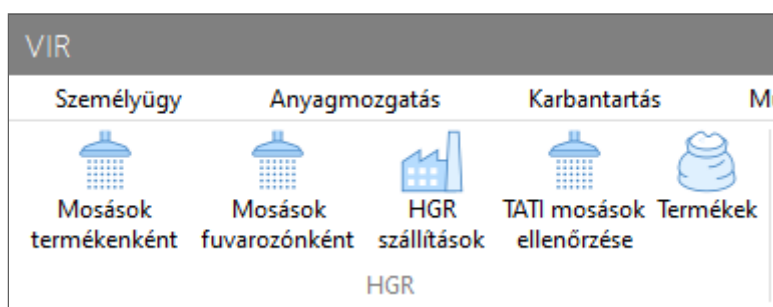 VIR
Személyügy Anyagmozgatás Karbantartás
Mosások termékenként
Mosások fuvarozónként
HGR szállítások
TATI mosások ellenőrzése
Termékek
HGR